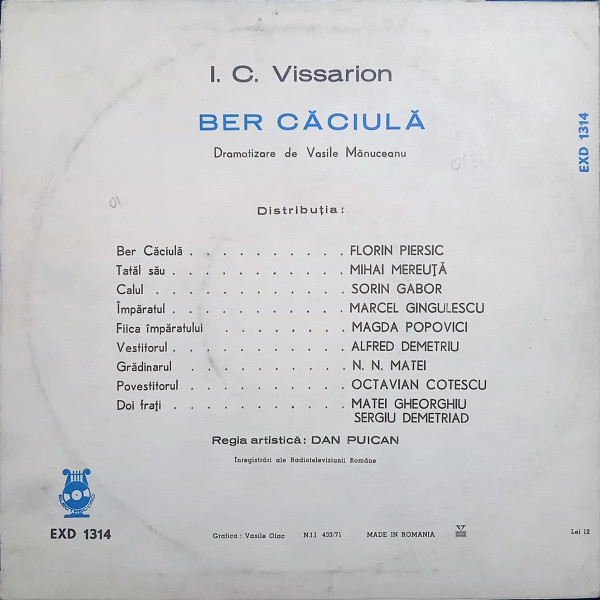 I. C. Vissarion
BER CĂCIULĂ
Dramatizare de Vasile Mănuceanu
EXD 1314
01
Distribuția:
Ber Căciulă . . . . . . . . . . FLORIN PIERSIC
Tatăl său . . . . . . . . . . . MIHAI MEREUȚĂ
Calul . . . . . . . . . . . . SORIN GABOR
Împăratul . . . . . . . . . . . MARCEL GINGULESCU
Fiica împăratului . . . . . . . . MAGDA POPOVICI
Vestitorul . . . . . . . . . . . ALFRED DEMETRIU
Grădinarul . . . . . . . . . . . N. N. MATEI
Povestitorul . . . . . . . . . . OCTAVIAN COTESCU
Doi frați . . . . . . . . . . . MATEI GHEORGHIU
SERGIU DEMETRIAD
Regia artistică: DAN PUICAN
Inregistrări ale Radioteleviziunii Române
ELECTRECORD
EXD 1314
Grafica : Vasile Olac N.I.I 433/71 MADE IN ROMANIA Lei 12